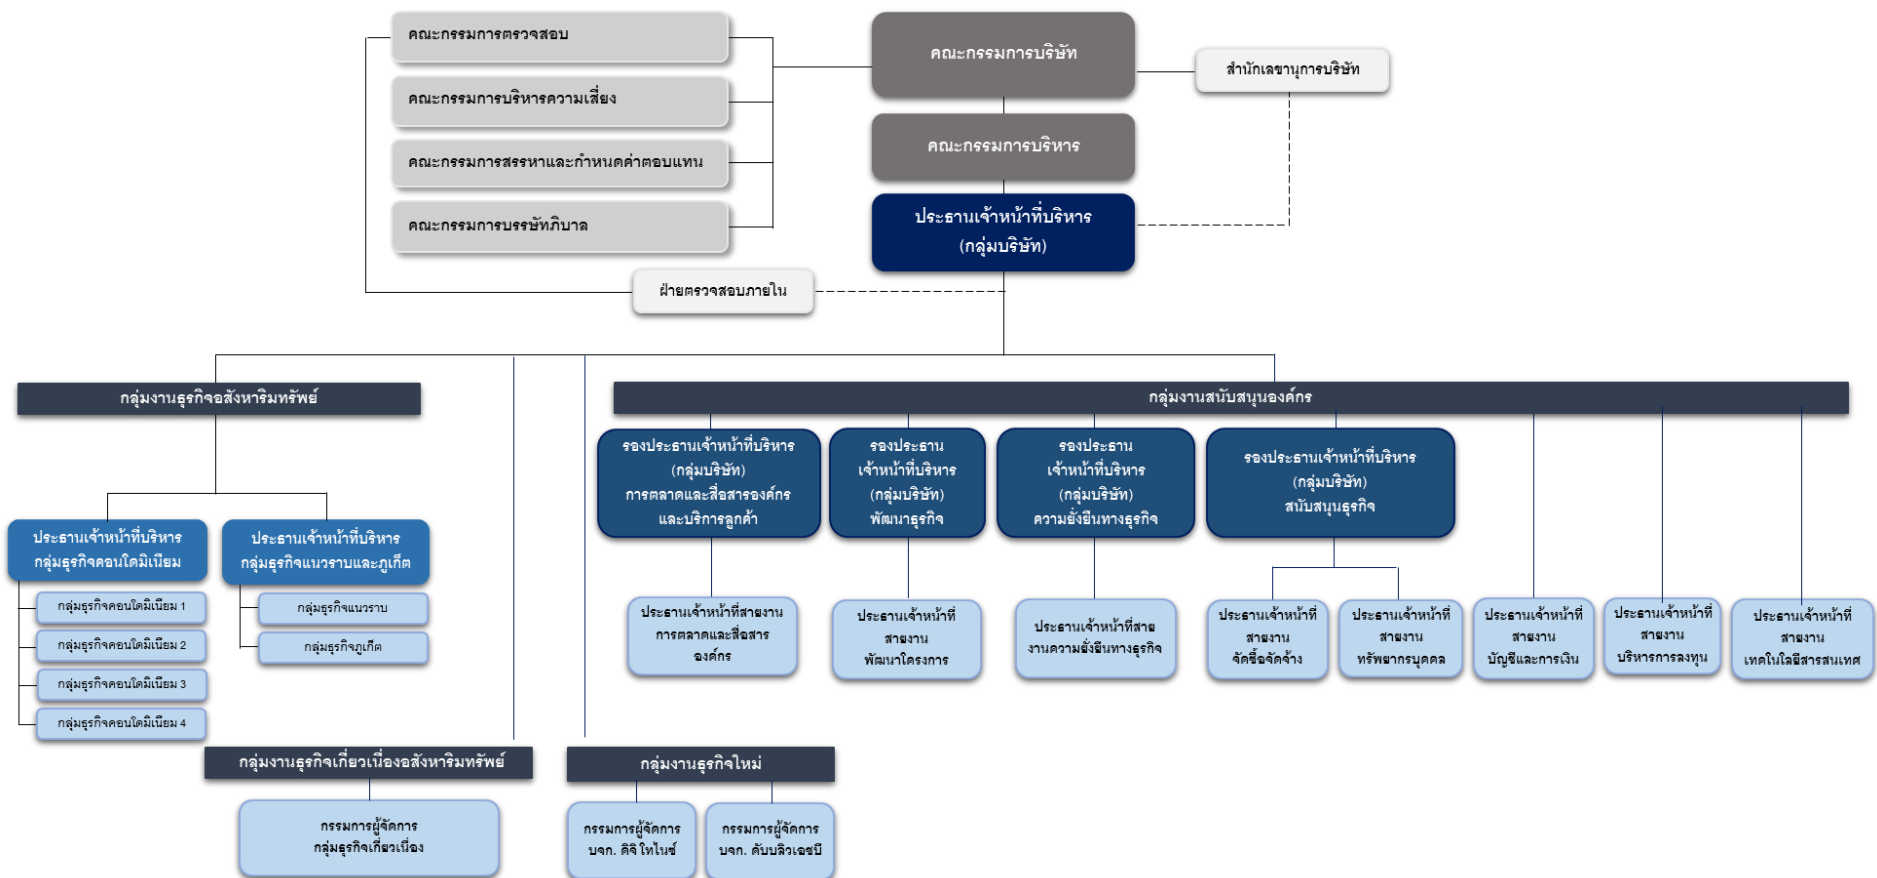 คณะกรรมการตรวจสอบ
คณะกรรมการบริหารความเสี่ยง
คณะกรรมการสรรหาและกำหนดค่าตอบแทน
คณะกรรมการบรรษัทภิบาล
คณะกรรมการบริษัท
สำนักเลขานุการบริษัท
คณะกรรมการบริหาร
ประธานเจ้าหน้าที่บริหาร
(กลุ่มบริษัท)
ฝ่ายตรวจสอบภายใน
กลุ่มงานธุรกิจอสังหาริมทรัพย์
ประธานเจ้าหน้าที่บริหาร
กลุ่มธุรกิจคอนโดมิเนียม
กลุ่มธุรกิจคอนโดมิเนียม 1
กลุ่มธุรกิจคอนโดมิเนียม 2
กลุ่มธุรกิจคอนโดมิเนียม 3
กลุ่มธุรกิจคอนโดมิเนียม 4
ประธานเจ้าหน้าที่บริหาร
กลุ่มธุรกิจแนวราบและภูเก็ต
กลุ่มธุรกิจแนวราบ
กลุ่มธุรกิจภูเก็ต
กลุ่มงานสนับสนุนองค์กร
รองประธานเจ้าหน้าที่บริหาร
(กลุ่มบริษัท)
การตลาดและสื่อสารองค์กร
และบริการลูกค้า
รองประธาน
เจ้าหน้าที่บริหาร
(กลุ่มบริษัท)
พัฒนาธุรกิจ
รองประธาน
เจ้าหน้าที่บริหาร
(กลุ่มบริษัท)
ความยั่งยืนทางธุรกิจ
รองประธานเจ้าหน้าที่บริหาร
(กลุ่มบริษัท)
สนับสนุนธุรกิจ
ประธานเจ้าหน้าที่สายงาน
การตลาดและสื่อสาร
องค์กร
ประธานเจ้าหน้าที่
สายงาน
พัฒนาโครงการ
ประธานเจ้าหน้าที่สาย
งานความยั่งยืนทางธุรกิจ
ประธานเจ้าหน้าที่
สายงาน
จัดซื้อจัดจ้าง
ประธานเจ้าหน้าที่
สายงาน
ทรัพยากรบุคคล
ประธานเจ้าหน้าที่
สายงาน
บัญชีและการเงิน
ประธานเจ้าหน้าที่
สายงาน
บริหารการลงทุน
ประธานเจ้าหน้าที่
สายงาน
เทคโนโลยีสารสนเทศ
กลุ่มงานธุรกิจเกี่ยวเนื่องอสังหาริมทรัพย์
กรรมการผู้จัดการ
กลุ่มธุรกิจเกี่ยวเนื่อง
กลุ่มงานธุรกิจใหม่
กรรมการผู้จัดการ
บจก. ดิจิโทไนซ์
กรรมการผู้จัดการ
บจก. ดับบลิวเอชบี